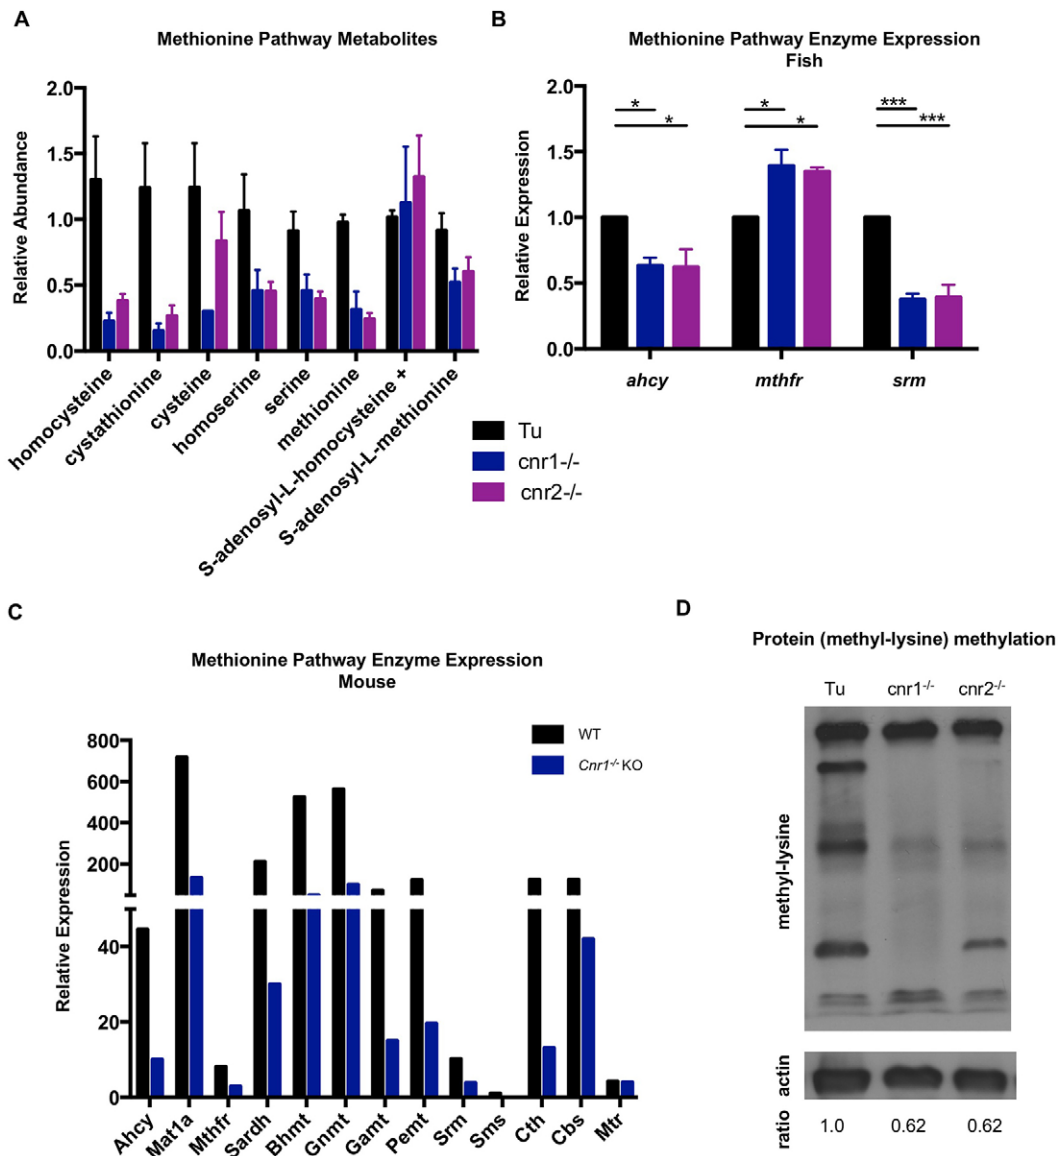 A
Methionine Pathway Metabolites
2.0
1.5
1.0
0.5
0.0
Relative Abundance
homocysteine
cystathionine
cysteine
homoserine
serine
methionine
S-adenosyl-L-homocysteine +
S-adenosyl-L-methionine
B
Methionine Pathway Enzyme Expression
Fish
2.0
1.5
1.0
0.5
0.0
Relative Expression
* * * * *** ***
ahcy mthfr srm
Tu
cnr1-/-
cnr2-/-
C
Methionine Pathway Enzyme Expression
Mouse
WT
Cnr1-/- KO
800
600
400
200
40
20
0
Relative Expression
Ahcy
Mat1a
Mthfr
Sardh
Bhmt
Gnmt
Gamt
Pemt
Srm
Sms
Cth
Cbs
Mtr
D
Protein (methyl-lysine) methylation
Tu cnr1-/- cnr2-/-
methyl-lysine
actin
ratio 1.0 0.62 0.62